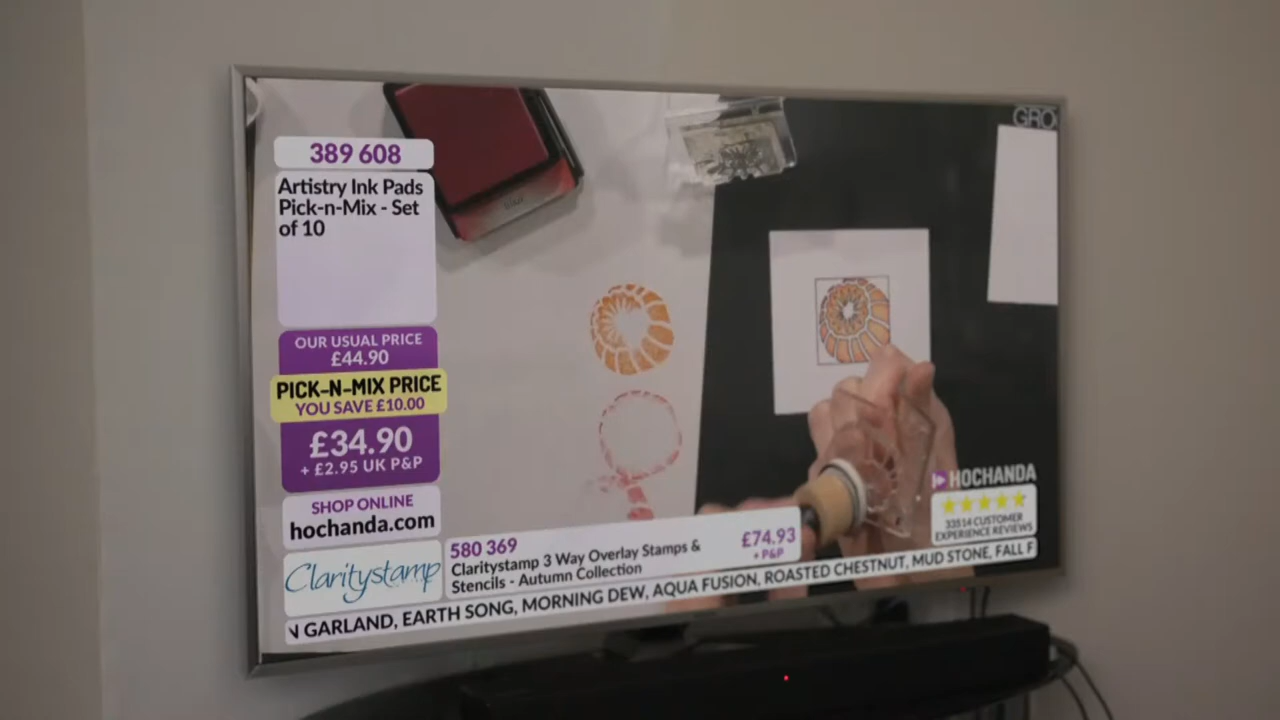 GRO
389 608
Artistry Ink Pads
Pick-n-Mix - Set
of 10
OUR USUAL PRICE
£44.90
PICK-N-MIX PRICE
YOU SAVE £10.00
£34.90
+ £2.95 UK P&P
SHOP ONLINE
hochanda.com
Claritystamp
580 369
Claritystamp 3 Way Overlay Stamps &
Stencils - Autumn Collection
£74.93
+ P&P
HOCHANDA
33514 CUSTOMER
EXPERIENCE REVIEWS
N GARLAND, EARTH SONG, MORNING DEW, AQUA FUSION, ROASTED CHESTNUT, MUD STONE, FALL F